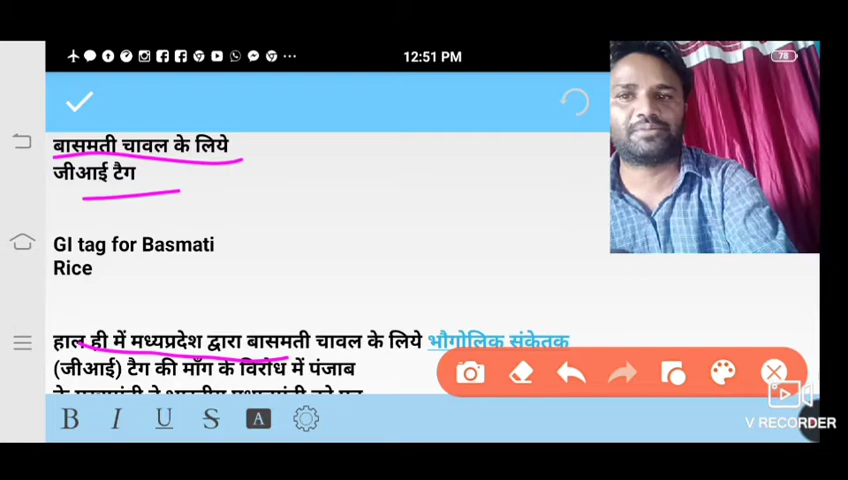 12:51 PM
78
बासमती चावल के लिये
जीआई टैग
GI tag for Basmati
Rice
हाल ही में मध्यप्रदेश द्वारा बासमती चावल के लिये भौगोलिक संकेतक
(जीआई) टैग की माँग के विरोध में पंजाब
B I U S A
V RECORDER